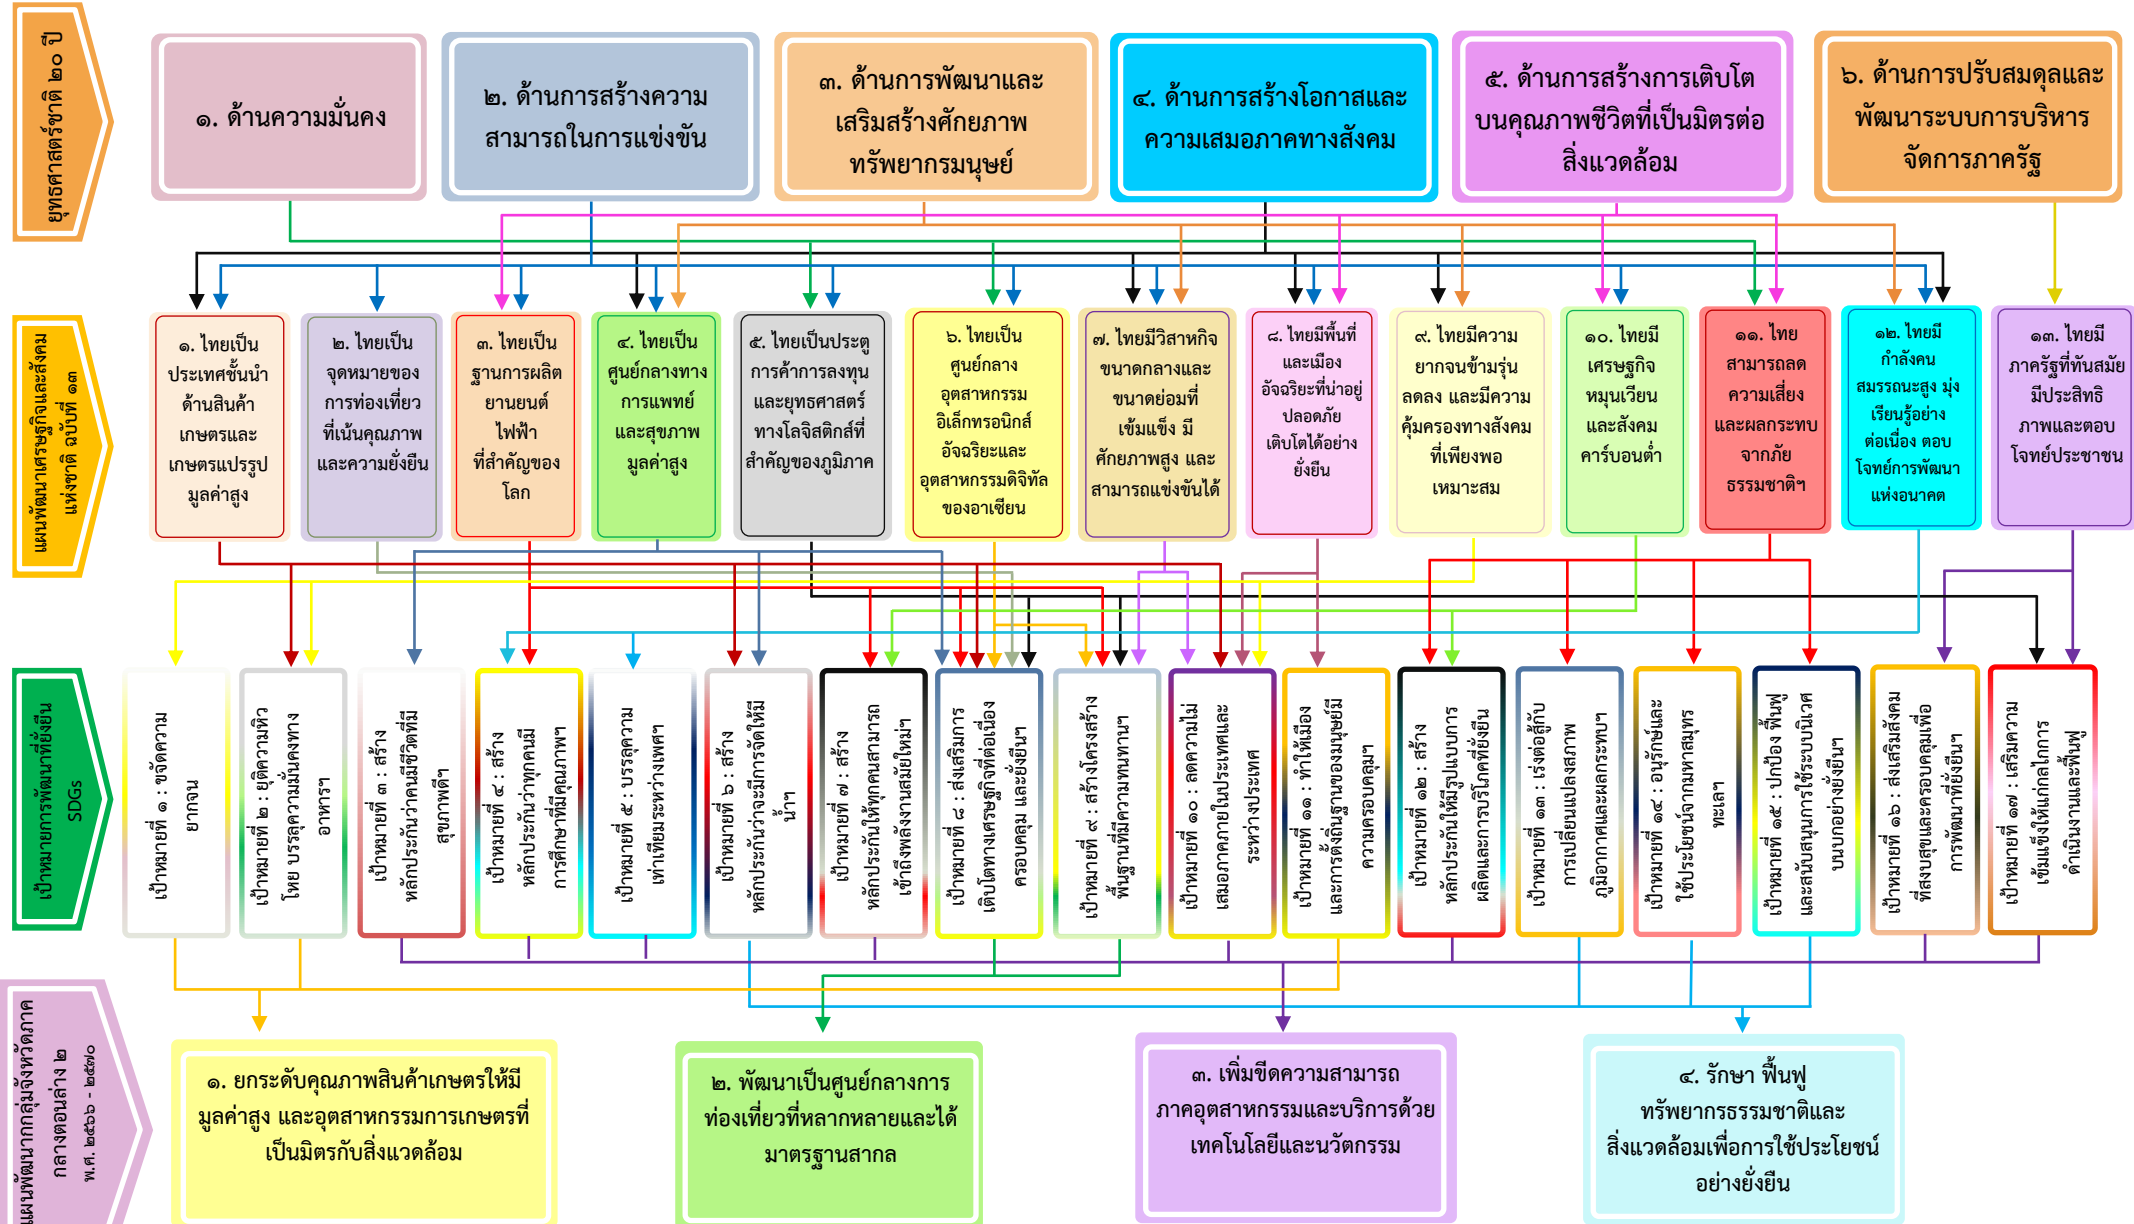 ยุทธศาสตร์ชาติ ๒๐ ปี
๑. ด้านความมั่นคง
๒. ด้านการสร้างความ
สามารถในการแข่งขัน
๓. ด้านการพัฒนาและ
เสริมสร้างศักยภาพ
ทรัพยากรมนุษย์
๔. ด้านการสร้างโอกาสและ
ความเสมอภาคทางสังคม
๕. ด้านการสร้างการเติบโต
บนคุณภาพชีวิตที่เป็นมิตรต่อ
สิ่งแวดล้อม
๖. ด้านการปรับสมดุลและ
พัฒนาระบบการบริหาร
จัดการภาครัฐ
แผนพัฒนาเศรษฐกิจและสังคม
แห่งชาติ ฉบับที่ ๑๓
๑. ไทยเป็น
ประเทศชั้นนำ
ด้านสินค้า
เกษตรและ
เกษตรแปรรูป
มูลค่าสูง
๒. ไทยเป็น
จุดหมายของ
การท่องเที่ยว
ที่เน้นคุณภาพ
และความยั่งยืน
๓. ไทยเป็น
ฐานการผลิต
ยานยนต์
ไฟฟ้า
ที่สำคัญของ
โลก
๔. ไทยเป็น
ศูนย์กลางทาง
การแพทย์
และสุขภาพ
มูลค่าสูง
๕. ไทยเป็นประตู
การค้าการลงทุน
และยุทธศาสตร์
ทางโลจิสติกส์ที่
สำคัญของภูมิภาค
๖. ไทยเป็น
ศูนย์กลาง
อุตสาหกรรม
อิเล็กทรอนิกส์
อัจฉริยะและ
อุตสาหกรรมดิจิทัล
ของอาเซียน
๗. ไทยมีวิสาหกิจ
ขนาดกลางและ
ขนาดย่อมที่
เข้มแข็ง มี
ศักยภาพสูง และ
สามารถแข่งขันได้
๘. ไทยมีพื้นที่
และเมือง
อัจฉริยะที่น่าอยู่
ปลอดภัย
เติบโตได้อย่าง
ยั่งยืน
๙. ไทยมีความ
ยากจนข้ามรุ่น
ลดลง และมีความ
คุ้มครองทางสังคม
ที่เพียงพอ
เหมาะสม
๑๐. ไทยมี
เศรษฐกิจ
หมุนเวียน
และสังคม
คาร์บอนต่ำ
๑๑. ไทย
สามารถลด
ความเสี่ยง
และผลกระทบ
จากภัย
ธรรมชาติฯ
๑๒. ไทยมี
กำลังคน
สมรรถนะสูง มุ่ง
เรียนรู้อย่าง
ต่อเนื่อง ตอบ
โจทย์การพัฒนา
แห่งอนาคต
๑๓. ไทยมี
ภาครัฐที่ทันสมัย
มีประสิทธิ
ภาพและตอบ
โจทย์ประชาชน
เป้าหมายการพัฒนาที่ยั่งยืน
SDGs
เป้าหมายที่ ๑ : ขจัดความ
ยากจน
เป้าหมายที่ ๒ : ยุติความหิว
โหย บรรลุความมั่นคงทาง
อาหารฯ
เป้าหมายที่ ๓ : สร้าง
หลักประกันว่าคนมีชีวิตที่มี
สุขภาพดีฯ
เป้าหมายที่ ๔ : สร้าง
หลักประกันว่าทุกคนมี
การศึกษาที่มีคุณภาพฯ
เป้าหมายที่ ๕ : บรรลุความ
เท่าเทียมระหว่างเพศฯ
เป้าหมายที่ ๖ : สร้าง
หลักประกันว่าจะมีการจัดให้มี
น้ำฯ
เป้าหมายที่ ๗ : สร้าง
หลักประกันให้ทุกคนสามารถ
เข้าถึงพลังงานสมัยใหม่ฯ
เป้าหมายที่ ๘ : ส่งเสริมการ
เติบโตทางเศรษฐกิจที่ต่อเนื่อง
ครอบคลุม และยั่งยืนฯ
เป้าหมายที่ ๙ : สร้างโครงสร้าง
พื้นฐานที่มีความทนทานฯ
เป้าหมายที่ ๑๐ : ลดความไม่
เสมอภาคภายในประเทศและ
ระหว่างประเทศ
เป้าหมายที่ ๑๑ : ทำให้เมือง
และการตั้งถิ่นฐานของมนุษย์มี
ความครอบคลุมฯ
เป้าหมายที่ ๑๒ : สร้าง
หลักประกันให้มีรูปแบบการ
ผลิตและการบริโภคที่ยั่งยืน
เป้าหมายที่ ๑๓ : เร่งต่อสู้กับ
การเปลี่ยนแปลงสภาพ
ภูมิอากาศและผลกระทบฯ
เป้าหมายที่ ๑๔ : อนุรักษ์และ
ใช้ประโยชน์จากมหาสมุทร
ทะเลฯ
เป้าหมายที่ ๑๕ : ปกป้อง ฟื้นฟู
และสนับสนุนการใช้ระบบนิเวศ
บนบกอย่างยั่งยืนฯ
เป้าหมายที่ ๑๖ : ส่งเสริมสังคม
ที่สงบสุขและครอบคลุมเพื่อ
การพัฒนาที่ยั่งยืนฯ
เป้าหมายที่ ๑๗ : เสริมความ
เข้มแข็งให้แก่กลไกการ
ดำเนินงานและฟื้นฟู
แผนพัฒนากลุ่มจังหวัดภาค
กลางตอนล่าง ๒
พ.ศ. ๒๕๖๖ - ๒๕๗๐
๑. ยกระดับคุณภาพสินค้าเกษตรให้มี
มูลค่าสูง และอุตสาหกรรมการเกษตรที่
เป็นมิตรกับสิ่งแวดล้อม
๒. พัฒนาเป็นศูนย์กลางการ
ท่องเที่ยวที่หลากหลายและได้
มาตรฐานสากล
๓. เพิ่มขีดความสามารถ
ภาคอุตสาหกรรมและบริการด้วย
เทคโนโลยีและนวัตกรรม
๔. รักษา ฟื้นฟู
ทรัพยากรธรรมชาติและ
สิ่งแวดล้อมเพื่อการใช้ประโยชน์
อย่างยั่งยืน